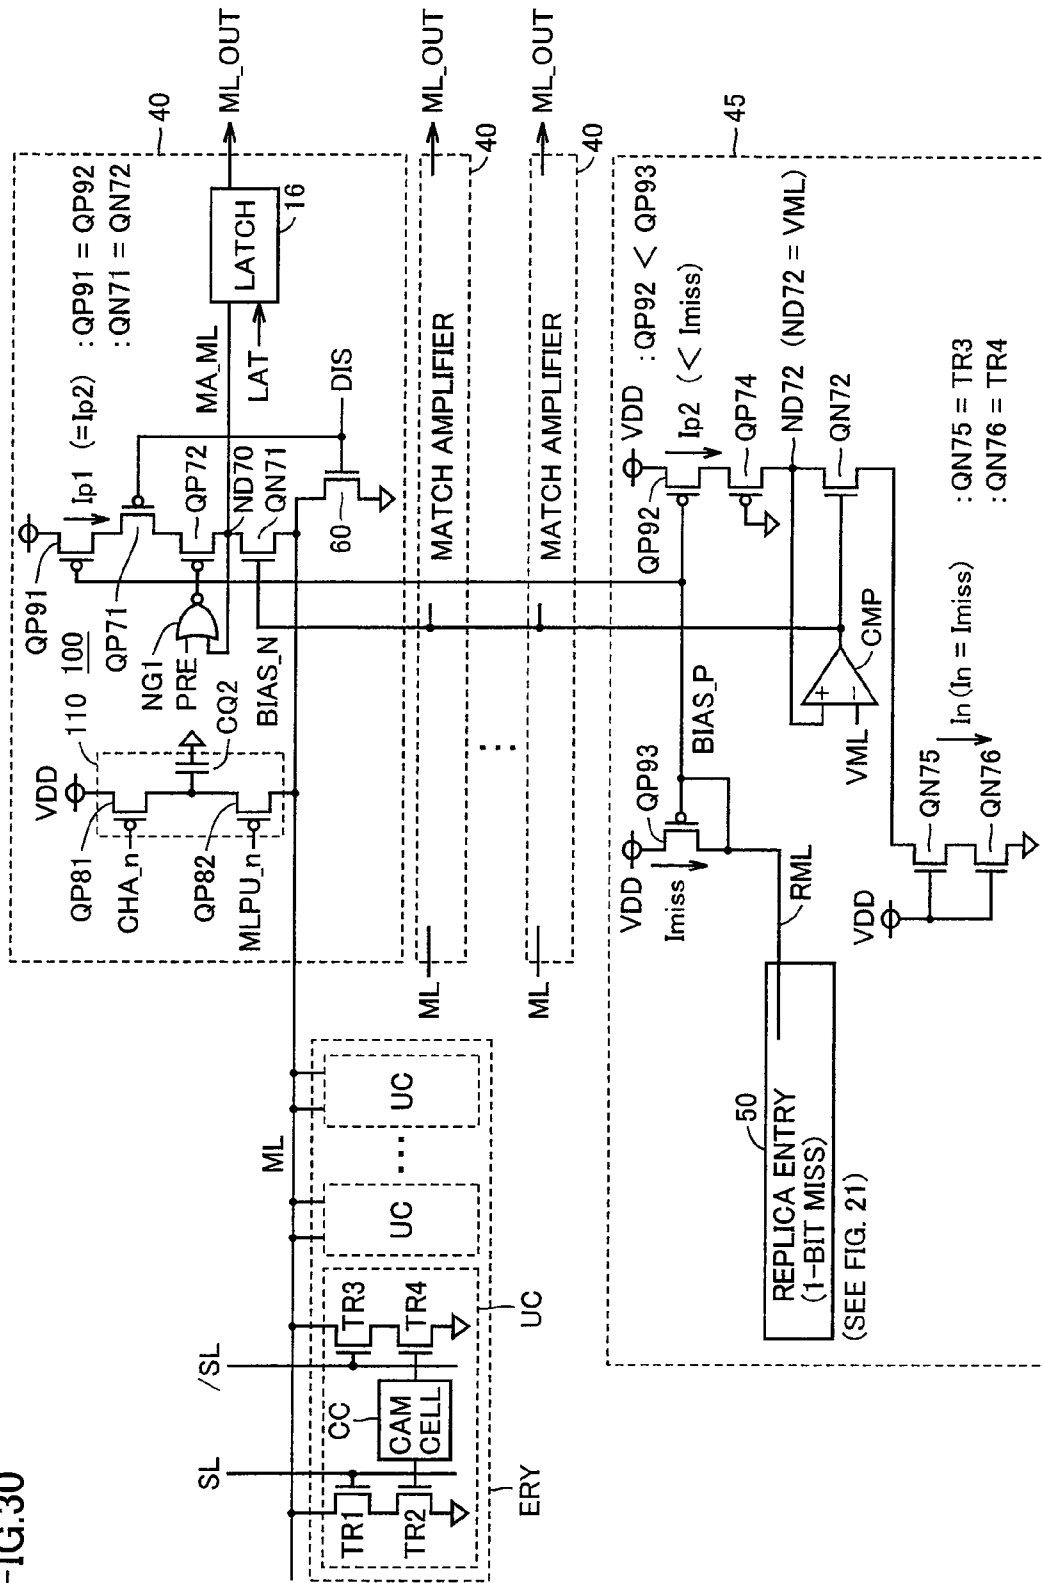 FIG.30
40
:QP91 = QP92
:QN71 = QN72
Ip1 (=Ip2)
QP91
QP71
QP72
NG1
PRE
ND70
MA_ML
QN71
BIAS_N
LATCH
16
LAT
ML_OUT
DIS
60
110
100
VDD
QP81
CHA_n
CQ2
QP82
MLPU_n
ML
MATCH AMPLIFIER
40
ML_OUT
ML
MATCH AMPLIFIER
40
ML_OUT
ML
SL
/SL
CC
CAM
CELL
TR1
TR2
TR3
TR4
UC
UC
UC
ERY
45
:QP92 < QP93
VDD
QP92
Ip2 (< Imiss)
QP74
ND72 (ND72 = VML)
QN72
BIAS_P
CMP
+
−
VML
VDD
QP93
Imiss
RML
50
REPLICA ENTRY
(1-BIT MISS)
(SEE FIG. 21)
VDD
QN75
In (In = Imiss)
QN76
:QN75 = TR3
:QN76 = TR4